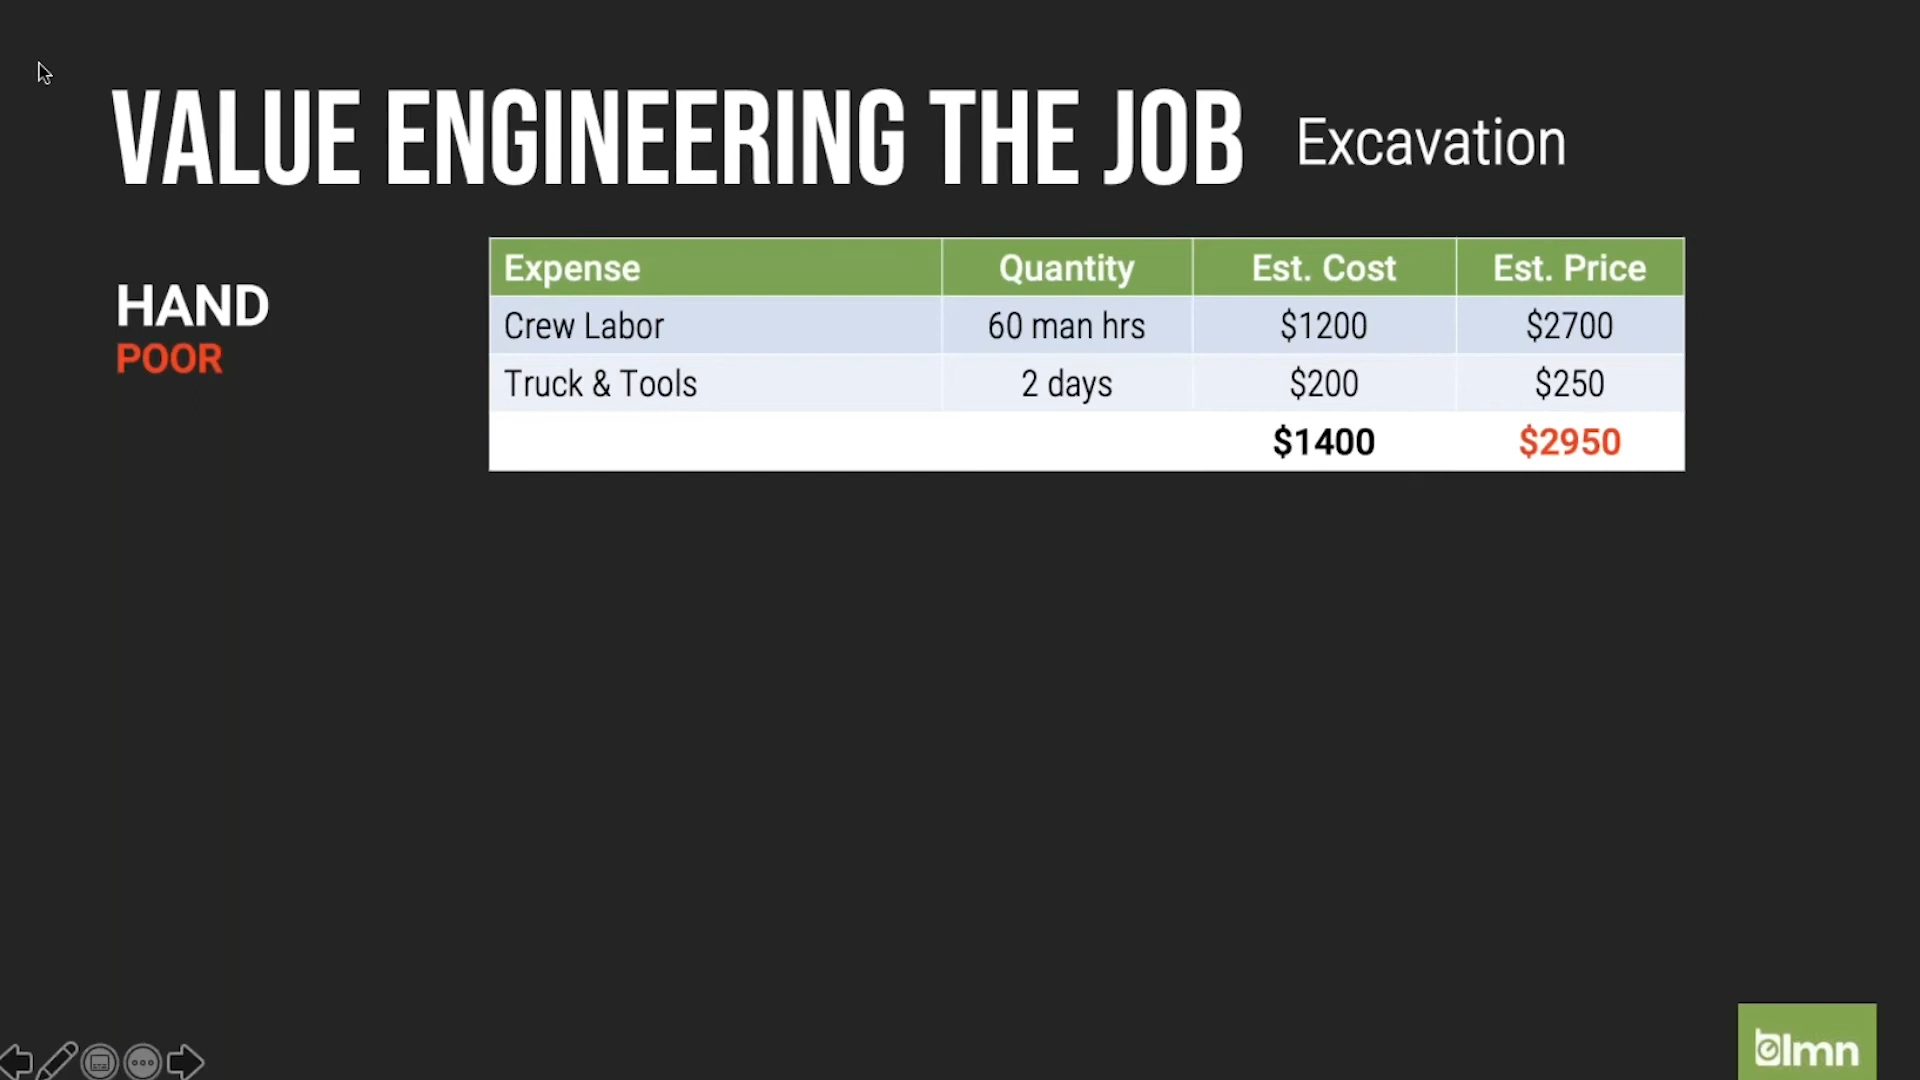 VALUE ENGINEERING THE JOB Excavation
HAND
POOR
Expense Quantity Est. Cost Est. Price
Crew Labor 60 man hrs $1200 $2700
Truck & Tools 2 days $200 $250
$1400 $2950
lmn